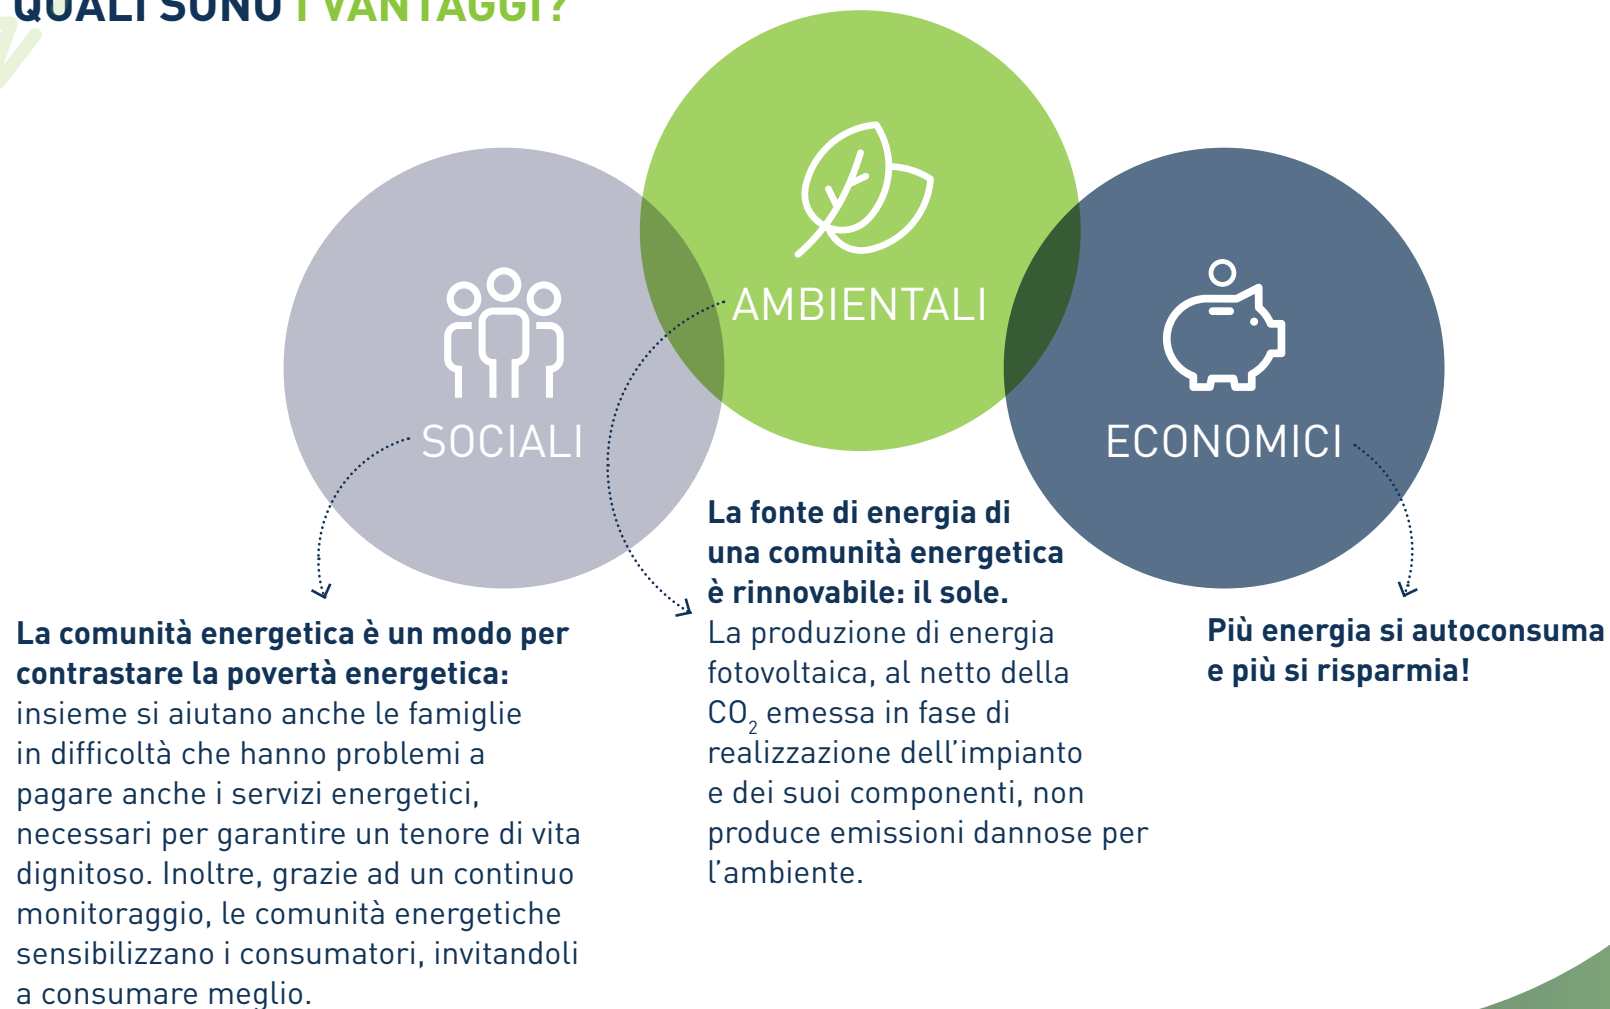 QUALI SONO I VANTAGGI?
AMBIENTALI
SOCIALI
ECONOMICI
La comunità energetica è un modo per
contrastare la povertà energetica:
insieme si aiutano anche le famiglie
in difficoltà che hanno problemi a
pagare anche i servizi energetici,
necessari per garantire un tenore di vita
dignitoso. Inoltre, grazie ad un continuo
monitoraggio, le comunità energetiche
sensibilizzano i consumatori, invitandoli
a consumare meglio.
La fonte di energia di
una comunità energetica
è rinnovabile: il sole.
La produzione di energia
fotovoltaica, al netto della
CO₂ emessa in fase di
realizzazione dell'impianto
e dei suoi componenti, non
produce emissioni dannose per
l'ambiente.
Più energia si autoconsuma
e più si risparmia!